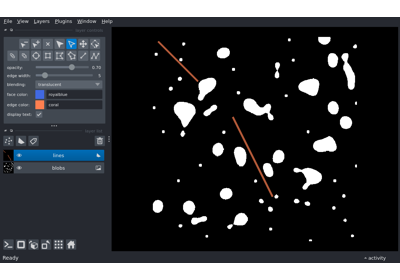 File View Layers Plugins Window Help
opacity: 0.70
edge width: 5
blending: translucent
face color: royalblue
edge color: coral
display text: ✓
lines
blobs
Ready
activity